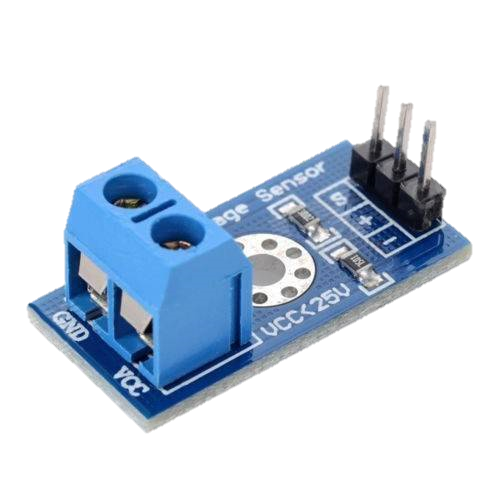 age Sensor
S
+
-
VCC<25V
GND
VCC